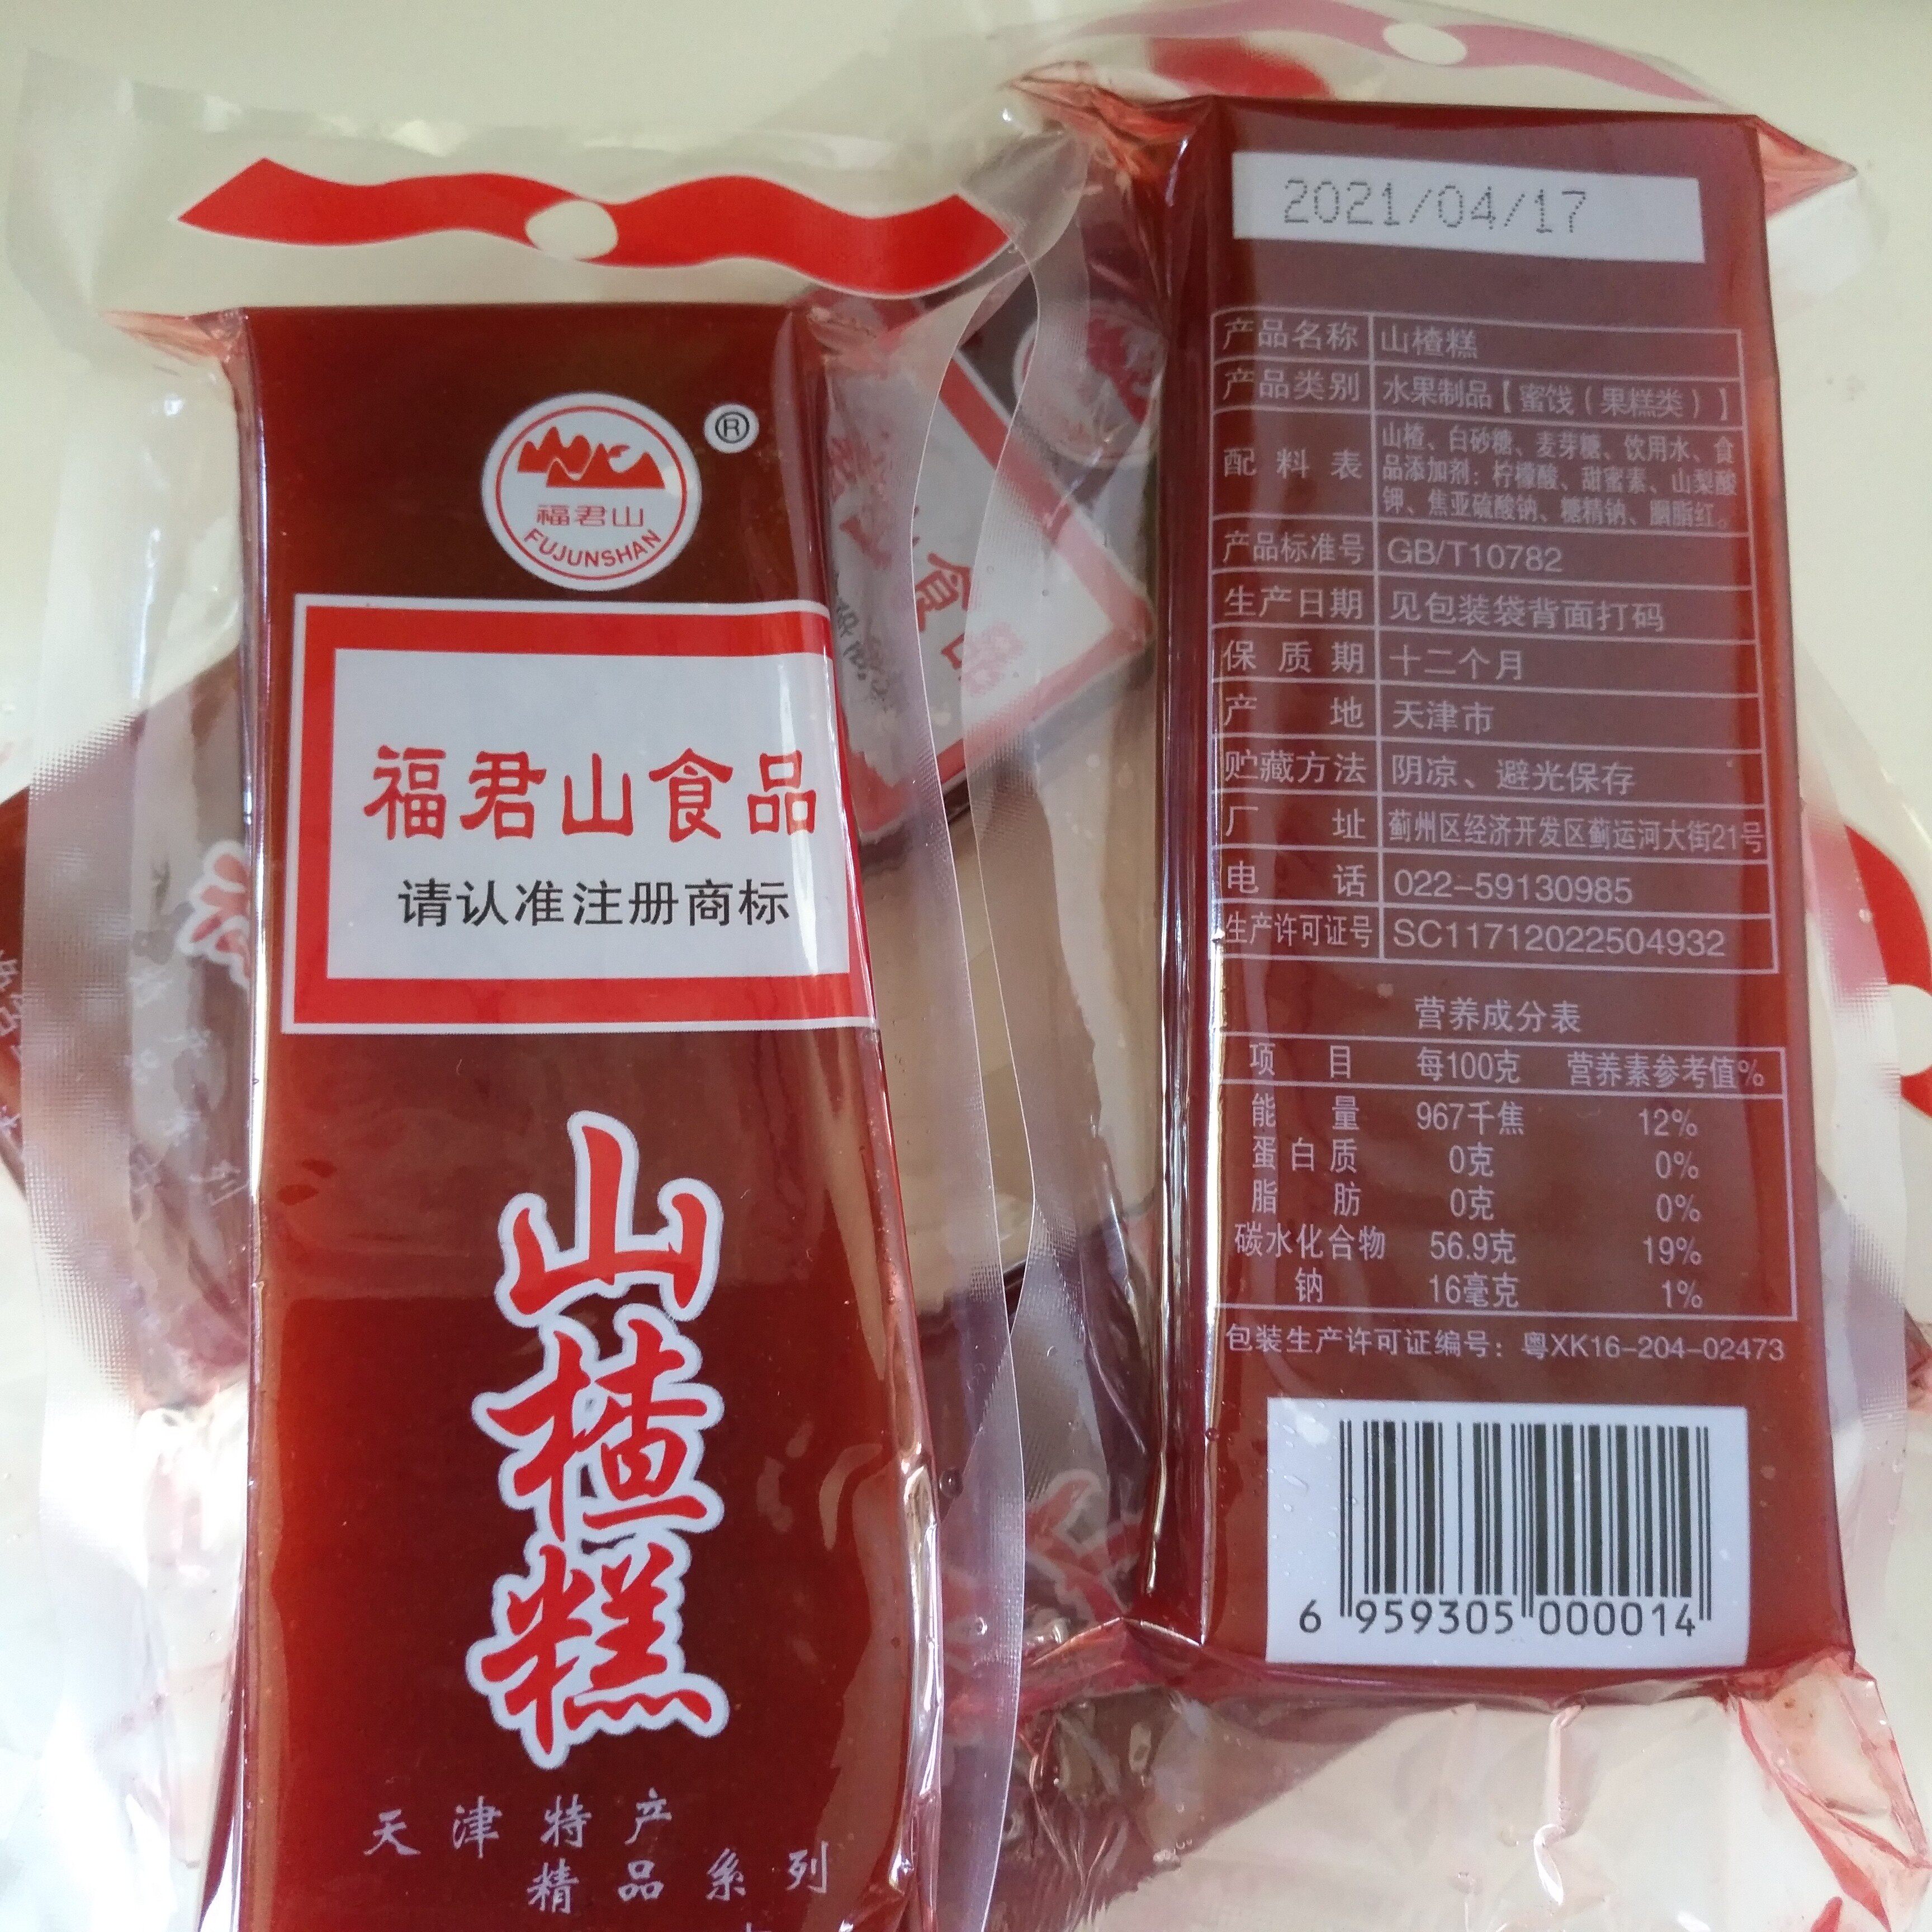 福君山
FUJUNSHAN
®
福君山食品
请认准注册商标
山楂糕
天津特产
精品系列
2021/04/17
产品名称 山楂糕
产品类别 水果制品【蜜饯（果糕类）】
配料表 山楂、白砂糖、麦芽糖、饮用水、食
品添加剂：柠檬酸、甜蜜素、山梨酸
钾、焦亚硫酸钠、糖精钠、胭脂红。
产品标准号 GB/T10782
生产日期 见包装袋背面打码
保质期 十二个月
产地 天津市
贮藏方法 阴凉、避光保存
厂址 蓟州区经济开发区蓟运河大街21号
电话 022-59130985
生产许可证号 SC11712022504932
营养成分表
项目 每100克 营养素参考值%
能量 967千焦 12%
蛋白质 0克 0%
脂肪 0克 0%
碳水化合物 56.9克 19%
钠 16毫克 1%
包装生产许可证编号：粤XK16-204-02473
6 959305 000014